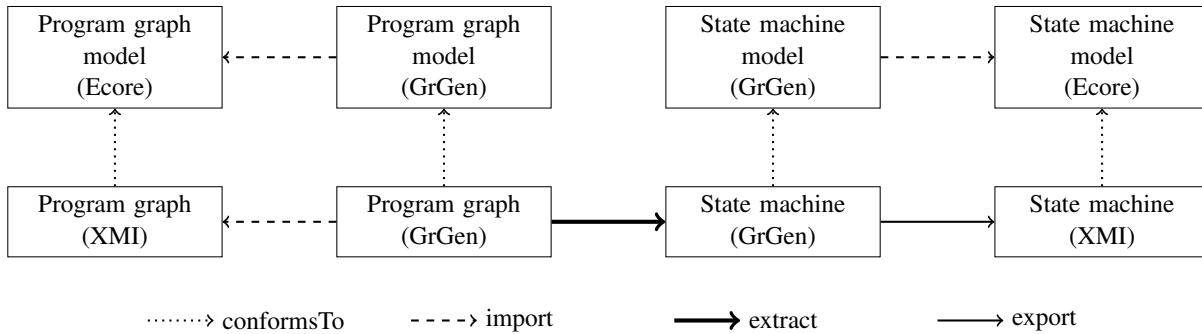 Program graph
model
(Ecore)
Program graph
model
(GrGen)
State machine
model
(GrGen)
State machine
model
(Ecore)
Program graph
(XMI)
Program graph
(GrGen)
State machine
(GrGen)
State machine
(XMI)
conformsTo
import
extract
export